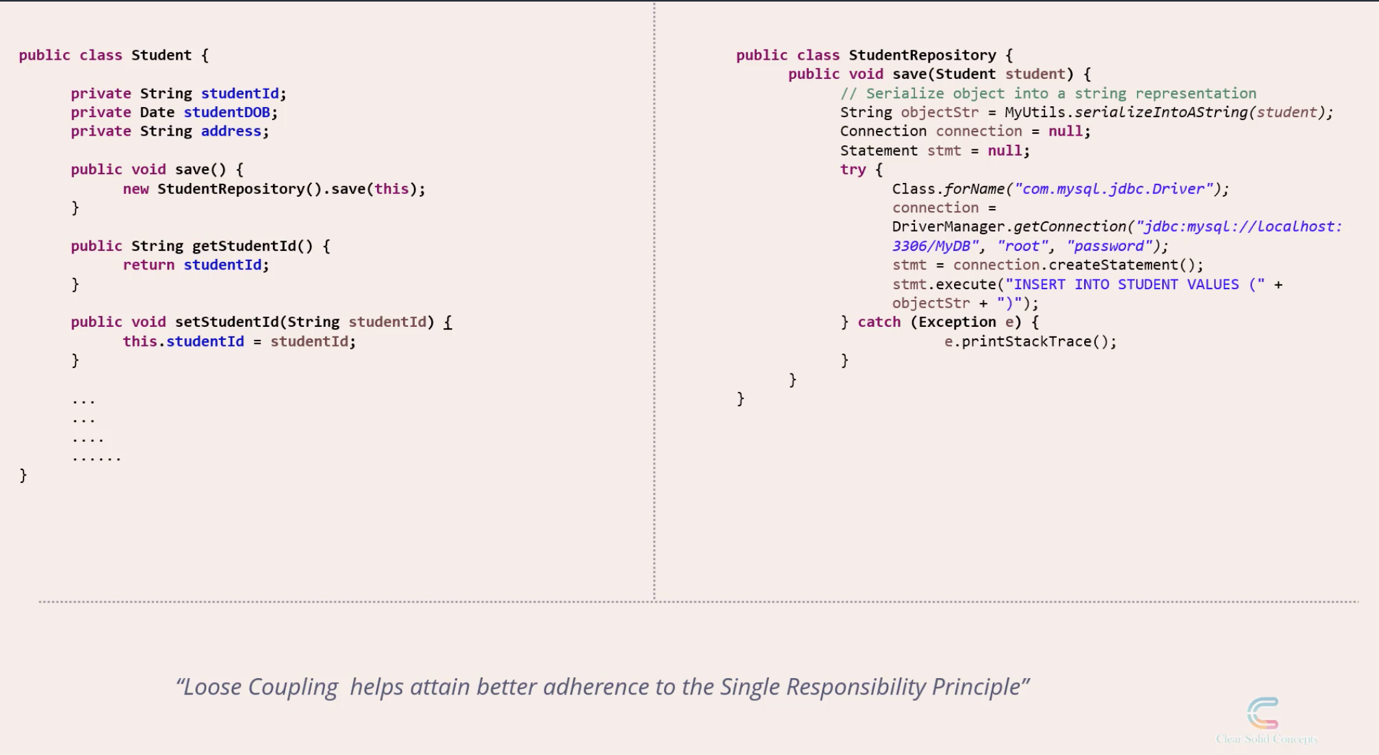 public class Student {
private String studentId;
private Date studentDOB;
private String address;
public void save() {
new StudentRepository().save(this);
}
public String getStudentId() {
return studentId;
}
public void setStudentId(String studentId) {
this.studentId = studentId;
}
...
...
....
......
}
public class StudentRepository {
public void save(Student student) {
// Serialize object into a string representation
String objectStr = MyUtils.serializeIntoAString(student);
Connection connection = null;
Statement stmt = null;
try {
Class.forName("com.mysql.jdbc.Driver");
connection =
DriverManager.getConnection("jdbc:mysql://localhost:
3306/MyDB", "root", "password");
stmt = connection.createStatement();
stmt.execute("INSERT INTO STUDENT VALUES (" +
objectStr + ")");
} catch (Exception e) {
e.printStackTrace();
}
}
}
“Loose Coupling helps attain better adherence to the Single Responsibility Principle”
Clear Solid Concepts